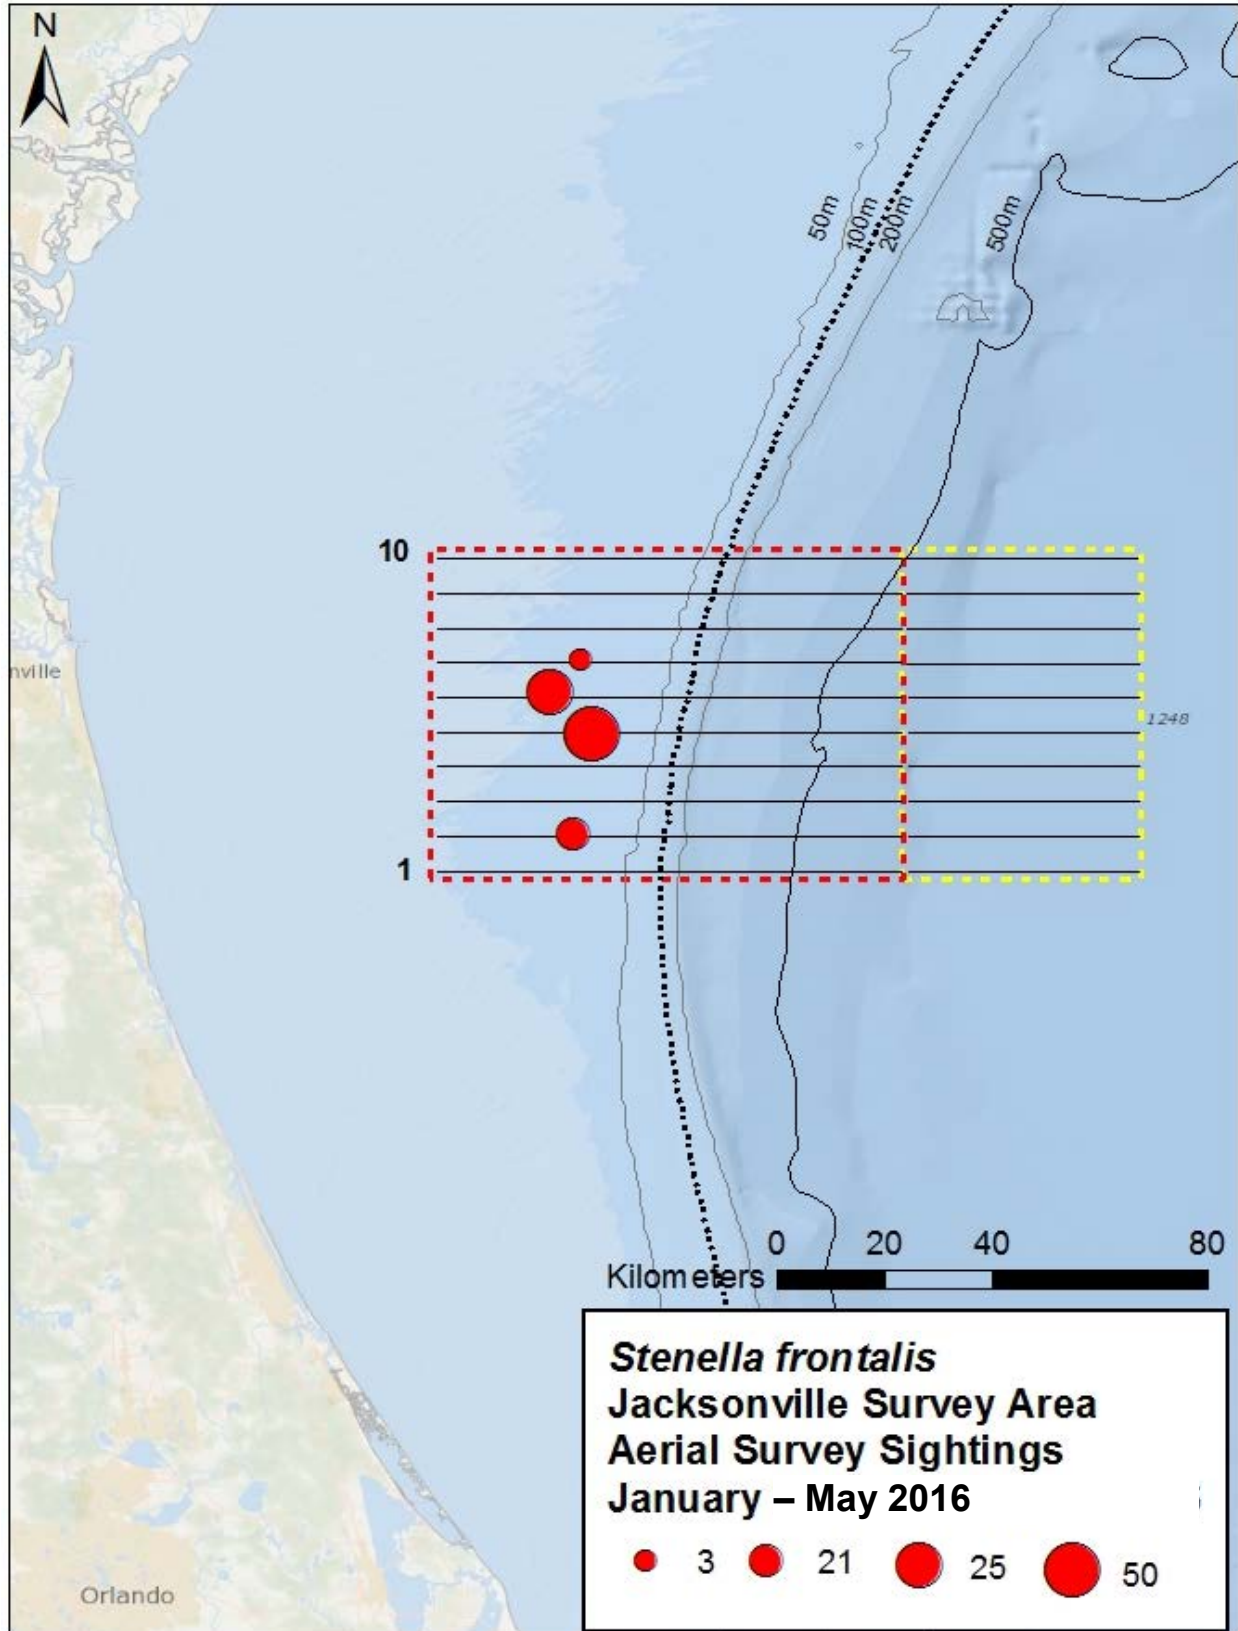 N
50m
100m
200m
500m
10
nville
1248
1
0 20 40 80
Kilometers
Stenella frontalis
Jacksonville Survey Area
Aerial Survey Sightings
January – May 2016
3 21 25 50
Orlando